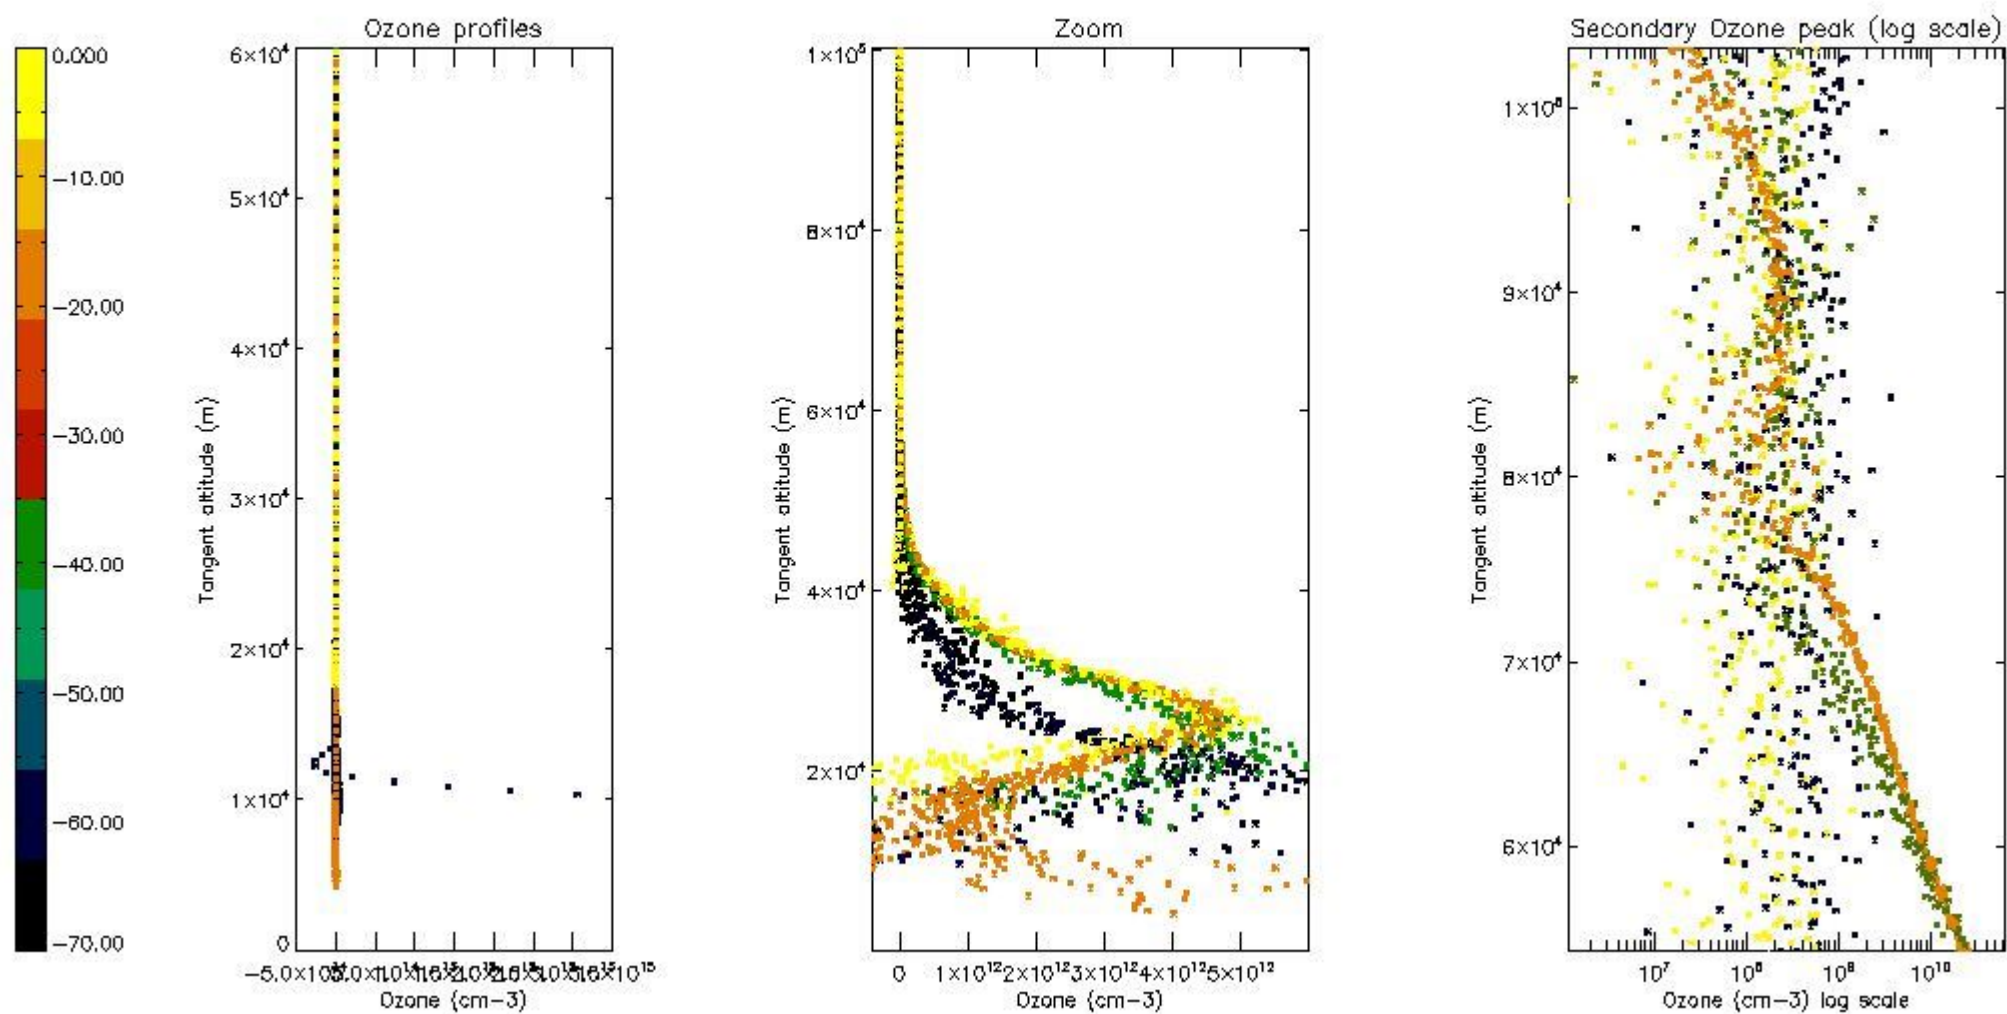 Ozone profiles
Zoom
Secondary Ozone peak (log scale)
0.000
−10.00
−20.00
−30.00
−40.00
−50.00
−60.00
−70.00
6×10⁴
5×10⁴
4×10⁴
3×10⁴
2×10⁴
1×10⁴
0
Tangent altitude (m)
Ozone (cm−3)
1×10⁵
8×10⁴
6×10⁴
4×10⁴
2×10⁴
Tangent altitude (m)
0 1×10¹² 2×10¹² 3×10¹² 4×10¹² 5×10¹²
Ozone (cm−3)
1×10⁵
9×10⁴
8×10⁴
7×10⁴
6×10⁴
Tangent altitude (m)
10⁷ 10⁸ 10⁹ 10¹⁰
Ozone (cm−3) log scale